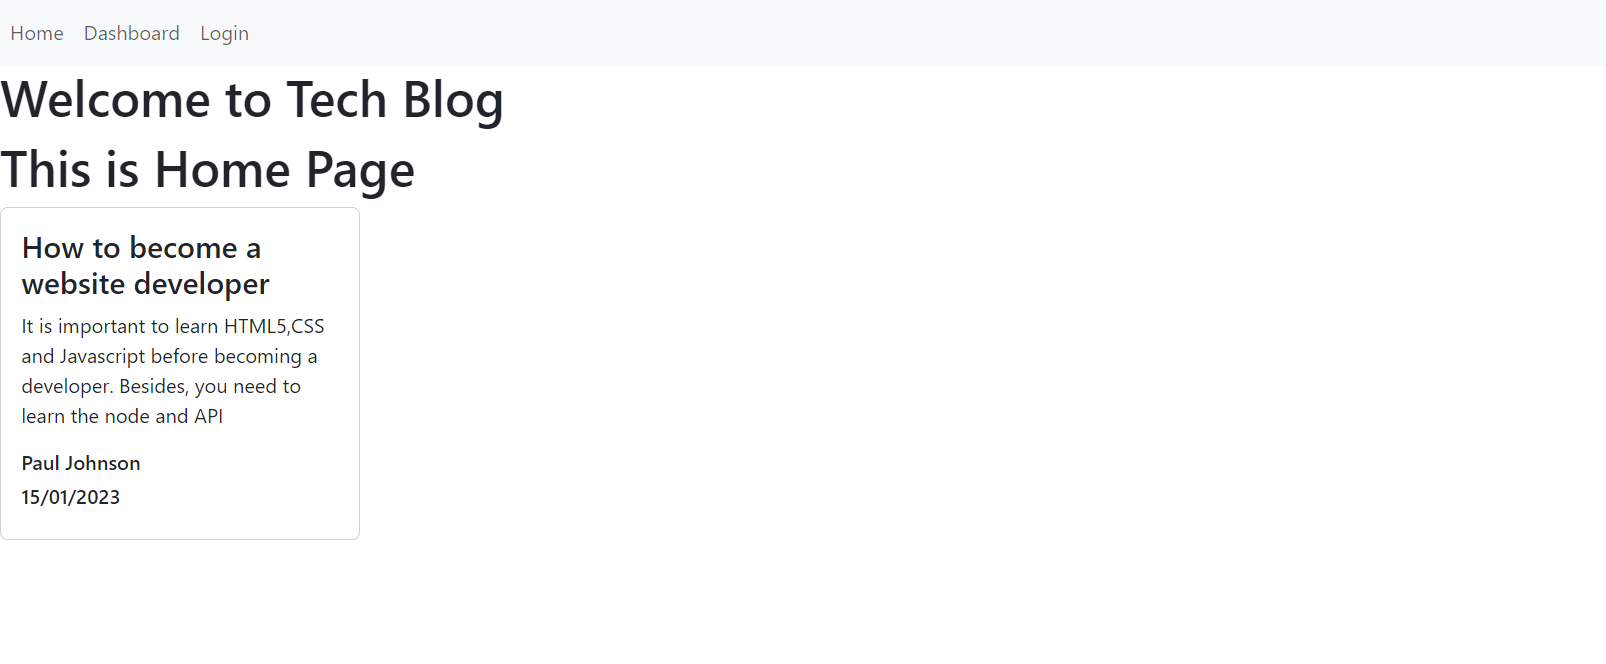 Home Dashboard Login
Welcome to Tech Blog
This is Home Page
How to become a
website developer
It is important to learn HTML5,CSS
and Javascript before becoming a
developer. Besides, you need to
learn the node and API
Paul Johnson
15/01/2023